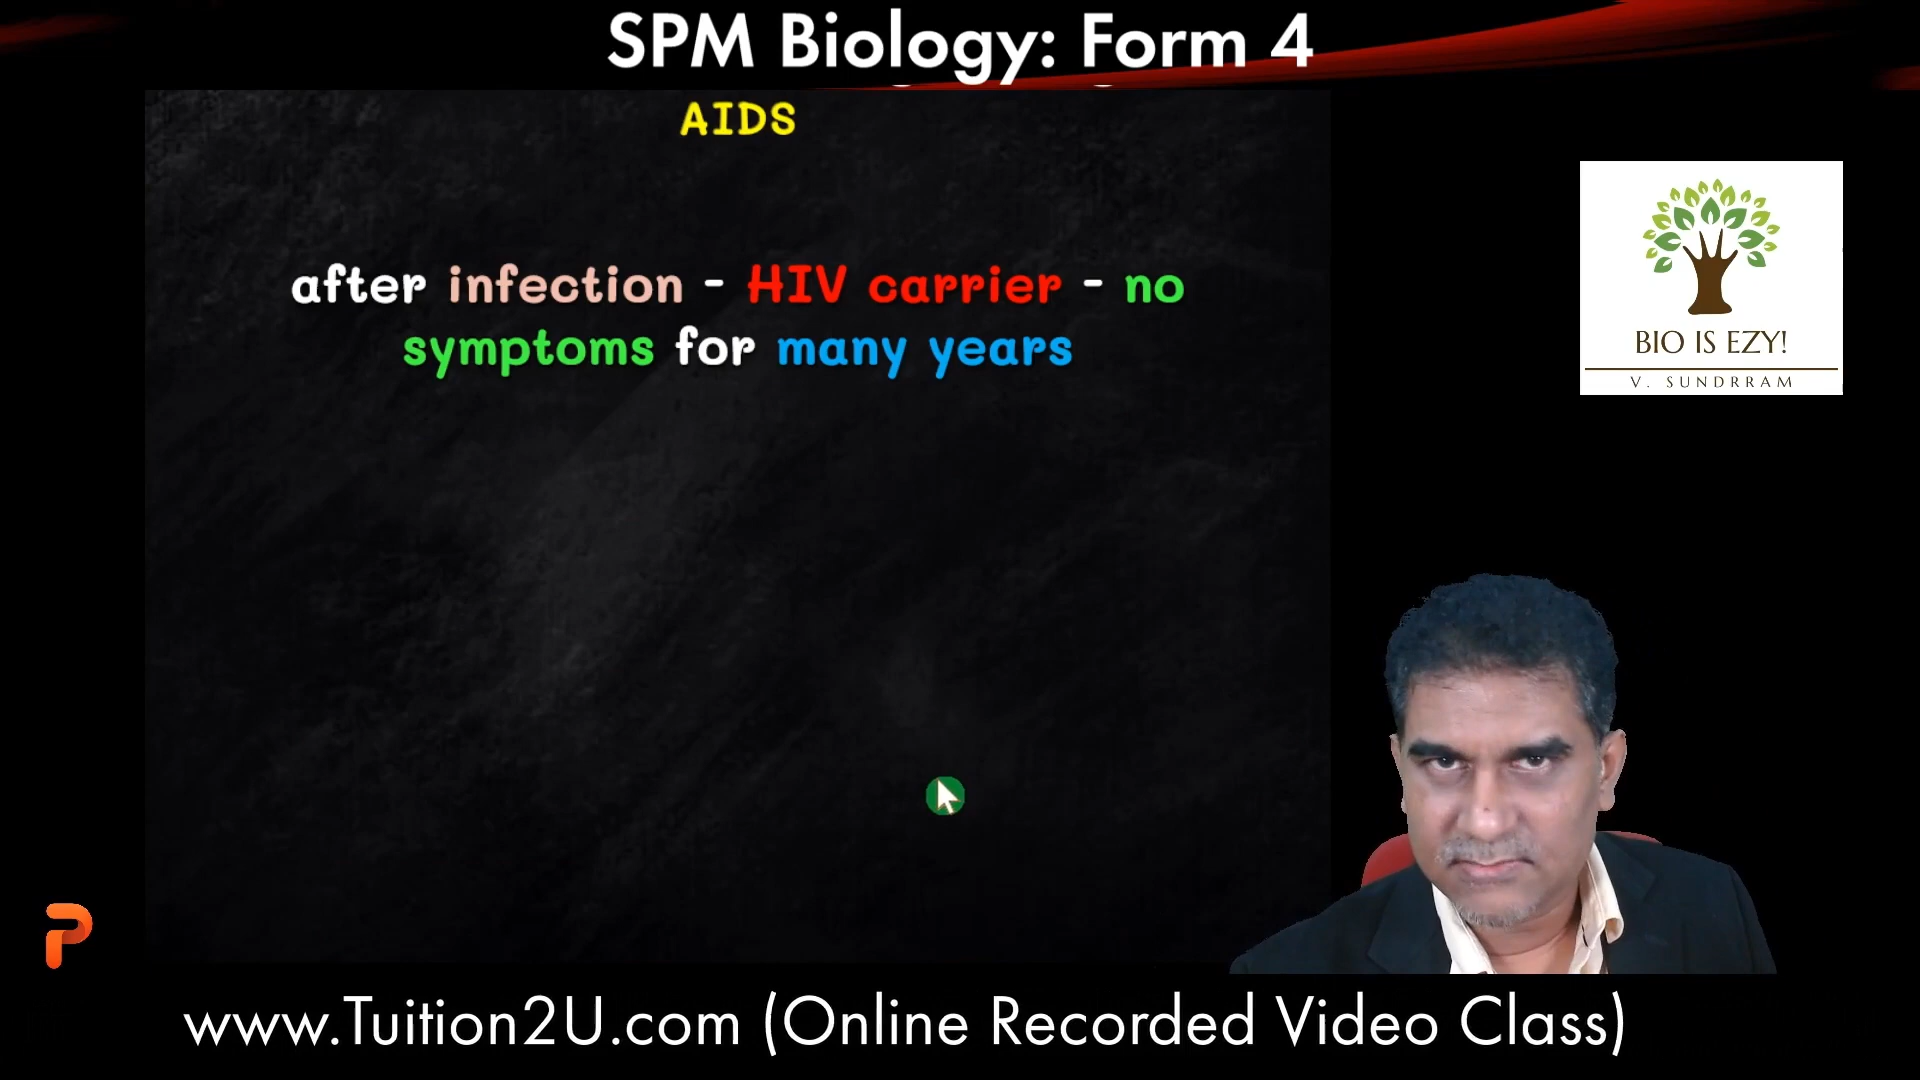 SPM Biology: Form 4
AIDS
after infection - HIV carrier - no
symptoms for many years
BIO IS EZY!
V. SUNDRRAM
www.Tuition2U.com (Online Recorded Video Class)